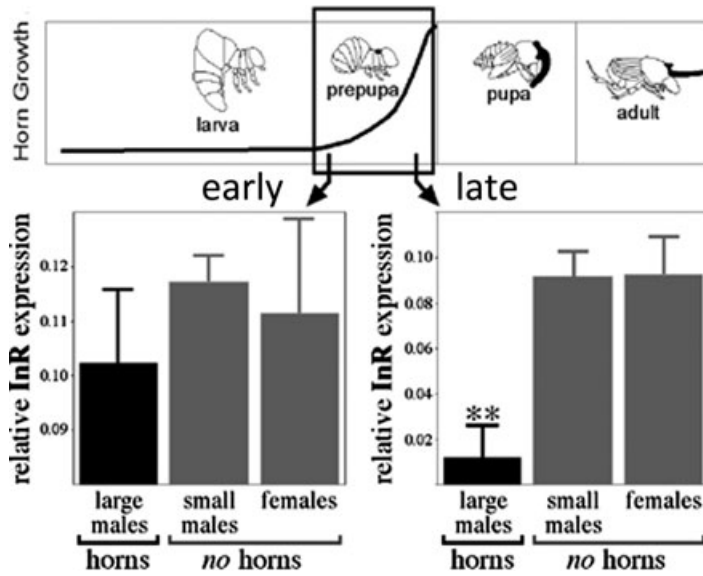 Horn Growth
larva
prepupa
pupa
adult
early
late
relative InR expression
0.12
0.11
0.10
0.09
large
males
small
males
females
horns
no horns
relative InR expression
0.10
0.08
0.06
0.04
0.02
**
large
males
small
males
females
horns
no horns